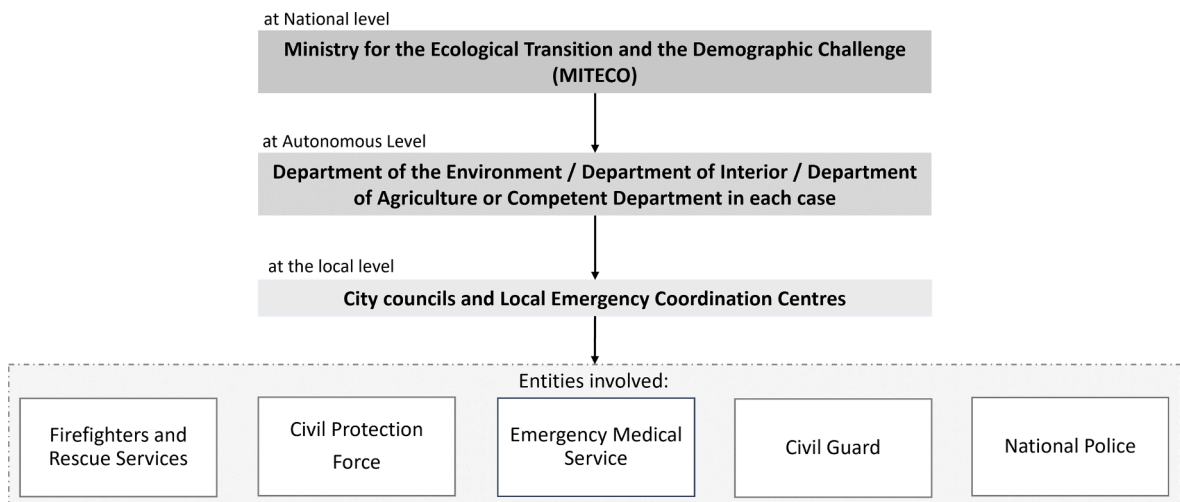 at National level
Ministry for the Ecological Transition and the Demographic Challenge
(MITECO)
at Autonomous Level
Department of the Environment / Department of Interior / Department
of Agriculture or Competent Department in each case
at the local level
City councils and Local Emergency Coordination Centres
Entities involved:
Firefighters and
Rescue Services
Civil Protection
Force
Emergency Medical
Service
Civil Guard
National Police